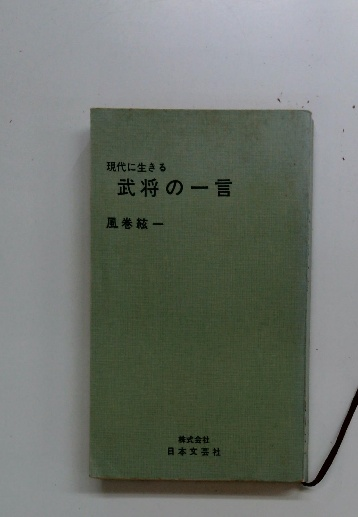 現代に生きる
武将の一言
風巻絃一
株式会社
日本文芸社